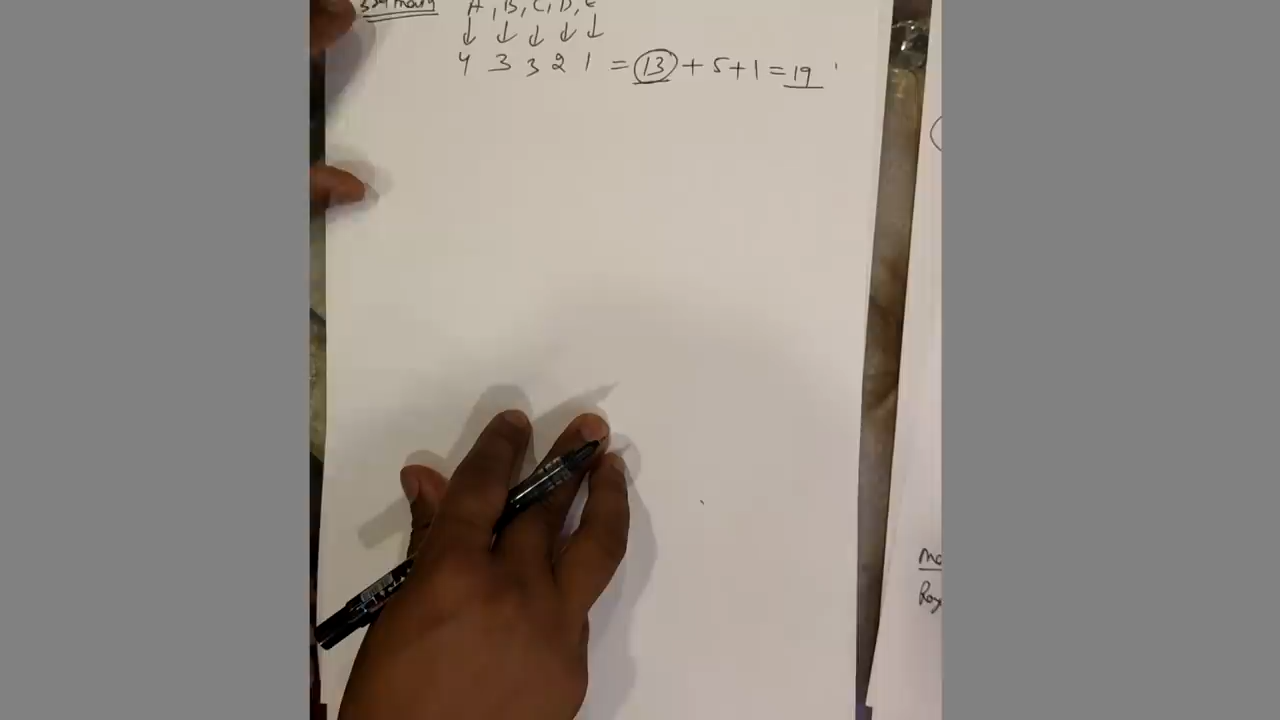 A, B, C, D, E
↓ ↓ ↓ ↓ ↓
4 3 3 2 1 = 13 + 5 + 1 = 19